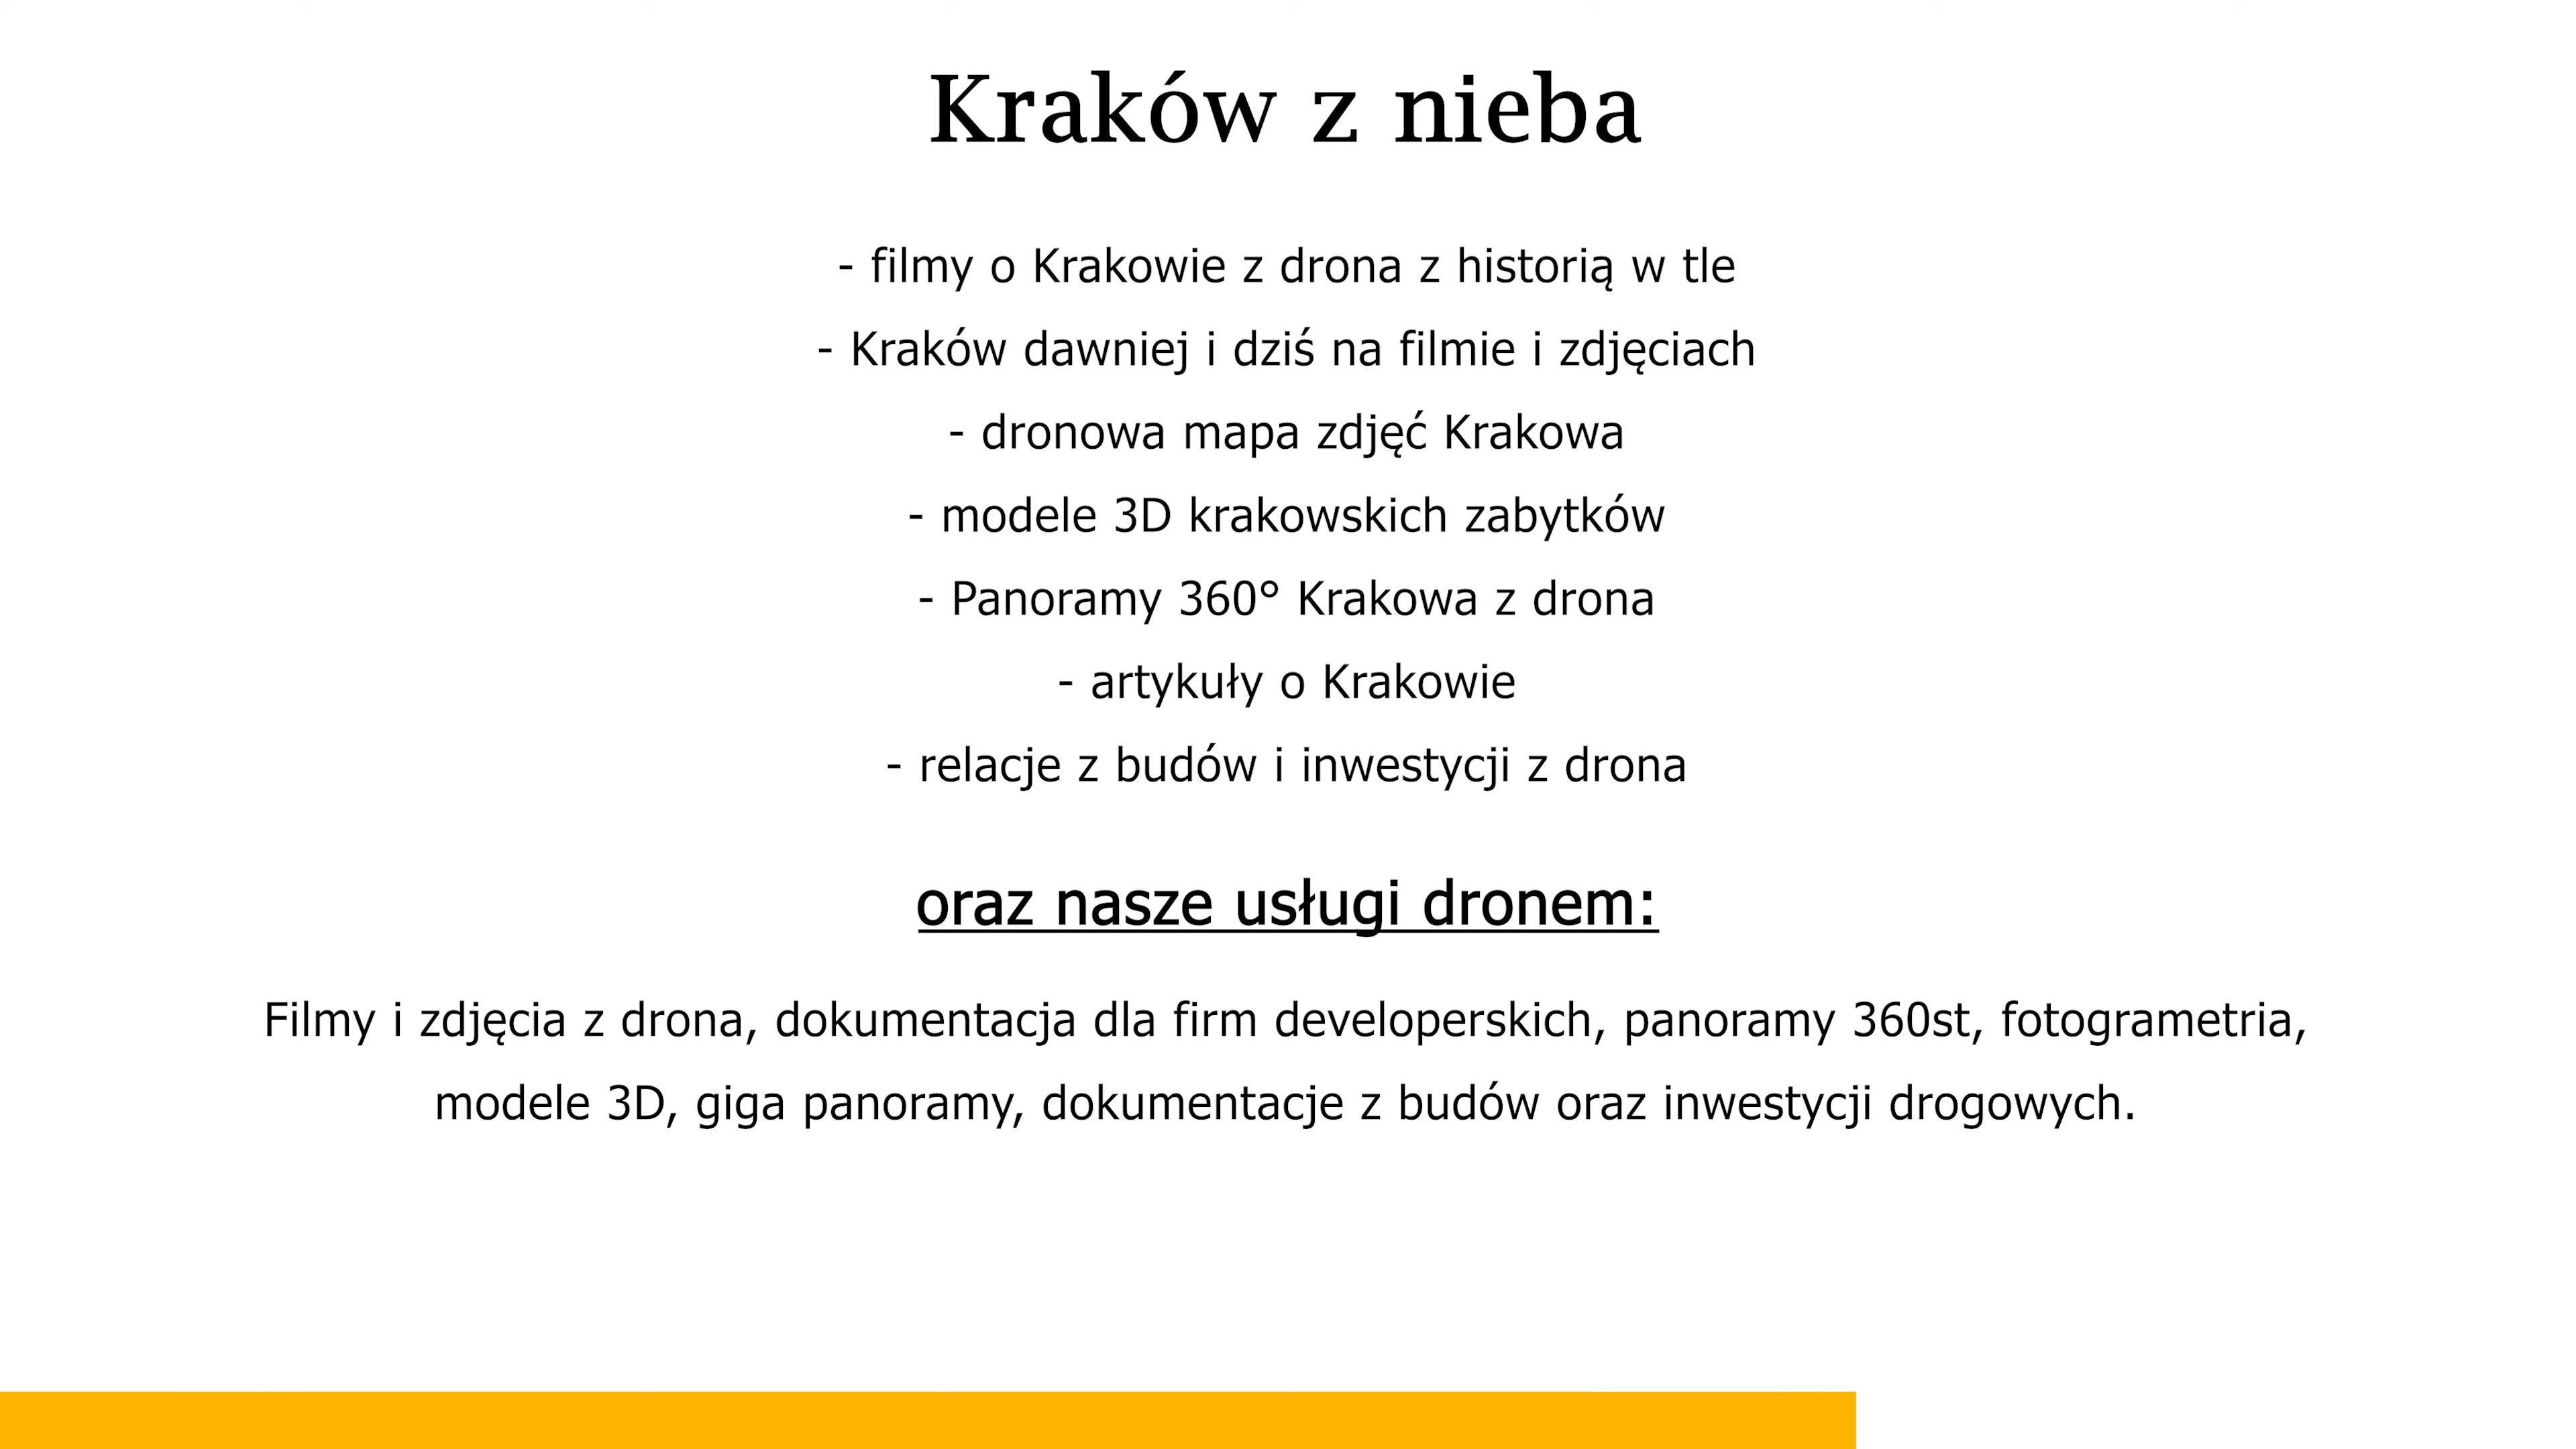 Kraków z nieba
- filmy o Krakowie z drona z historią w tle
- Kraków dawniej i dziś na filmie i zdjęciach
- dronowa mapa zdjęć Krakowa
- modele 3D krakowskich zabytków
- Panoramy 360° Krakowa z drona
- artykuły o Krakowie
- relacje z budów i inwestycji z drona
oraz nasze usługi dronem:
Filmy i zdjęcia z drona, dokumentacja dla firm developerskich, panoramy 360st, fotogrametria,
modele 3D, giga panoramy, dokumentacje z budów oraz inwestycji drogowych.